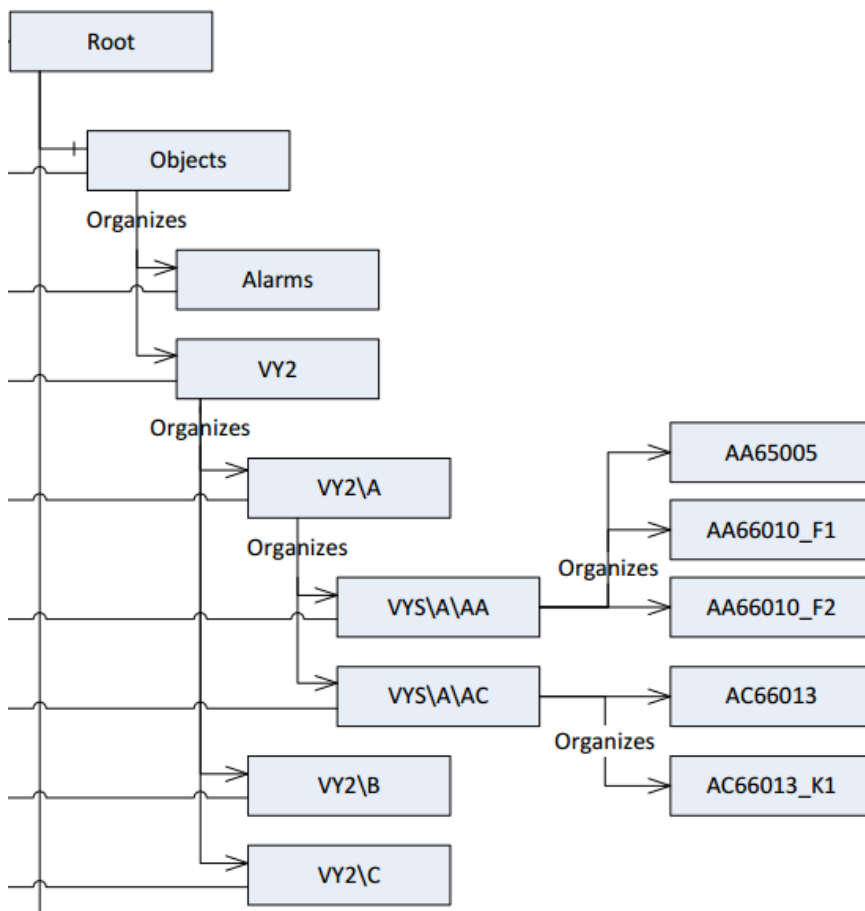 Root
Objects
Organizes
Alarms
VY2
Organizes
AA65005
VY2\A
AA66010_F1
Organizes
Organizes
VYS\A\AA
AA66010_F2
VYS\A\AC
AC66013
Organizes
VY2\B
AC66013_K1
VY2\C